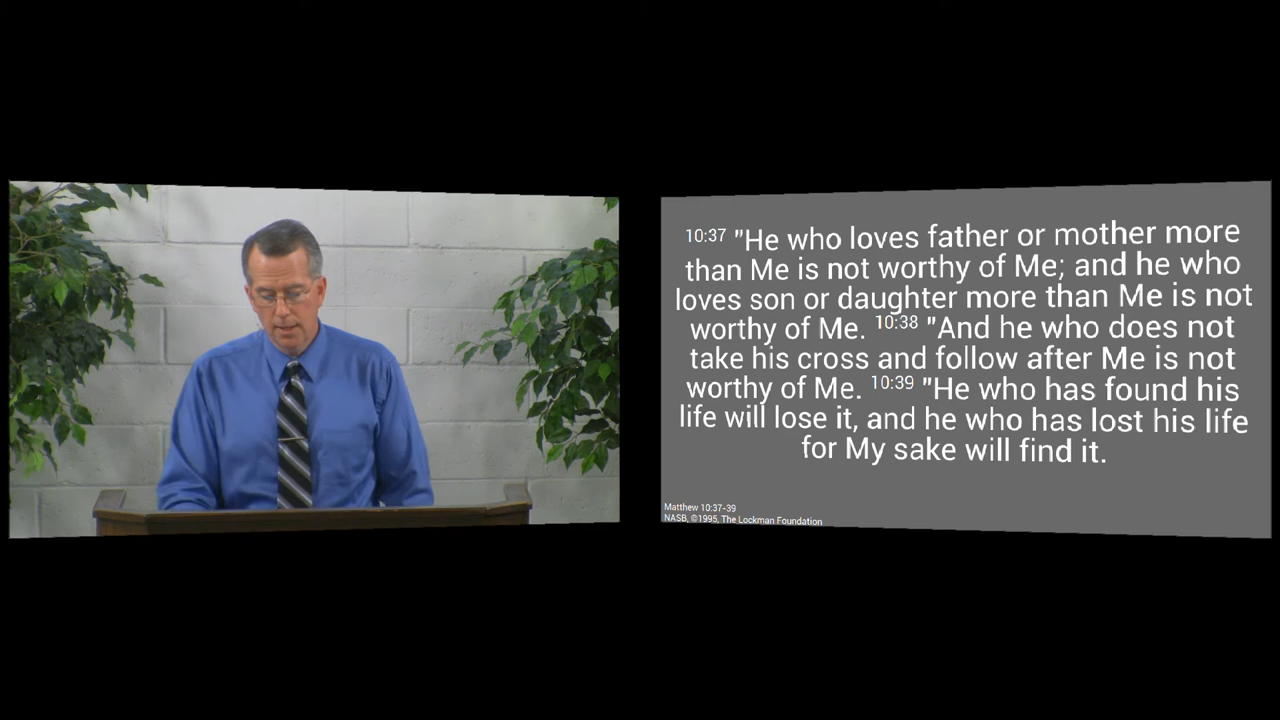 10:37 "He who loves father or mother more
than Me is not worthy of Me; and he who
loves son or daughter more than Me is not
worthy of Me. 10:38 "And he who does not
take his cross and follow after Me is not
worthy of Me. 10:39 "He who has found his
life will lose it, and he who has lost his life
for My sake will find it.
Matthew 10:37-39
NASB, ©1995, The Lockman Foundation